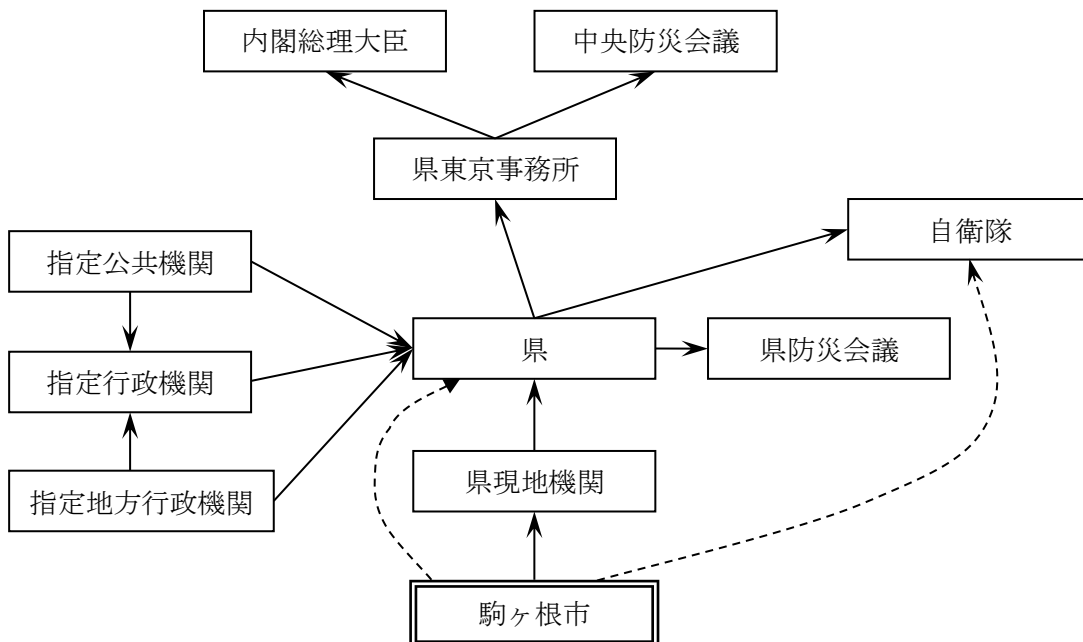 内閣総理大臣
中央防災会議
県東京事務所
自衛隊
指定公共機関
県
県防災会議
指定行政機関
県現地機関
指定地方行政機関
駒ヶ根市